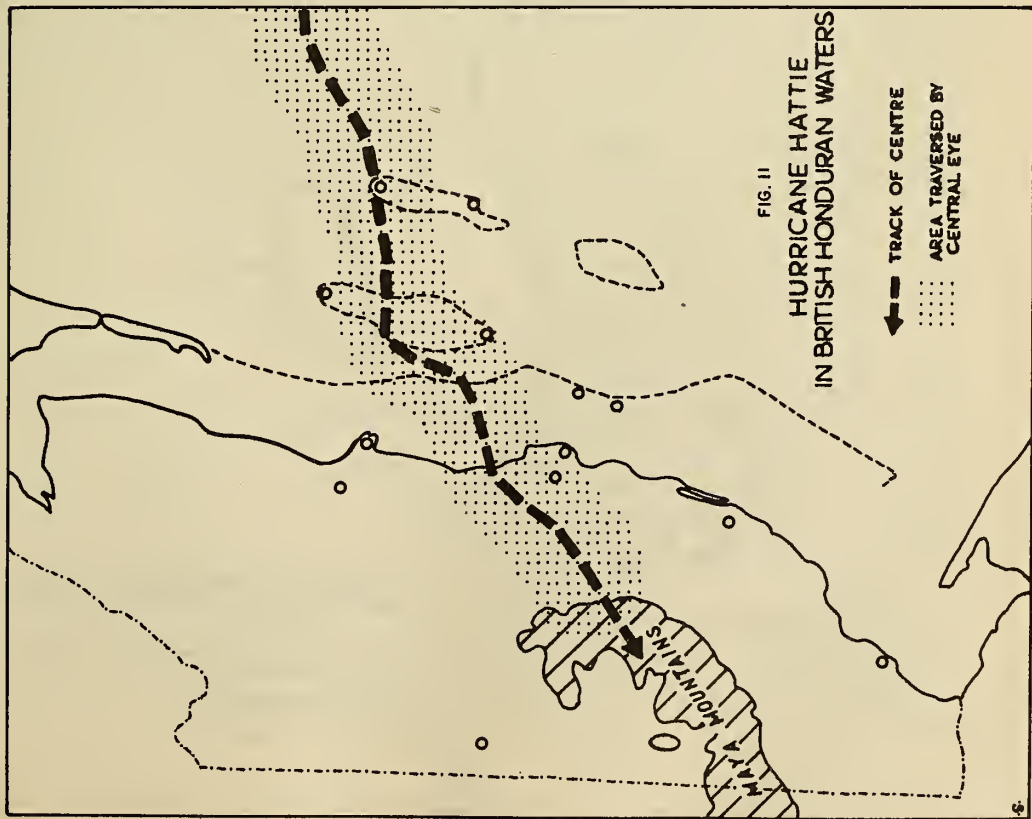 FIG. 11
HURRICANE HATTIE
IN BRITISH HONDURAN WATERS
TRACK OF CENTRE
AREA TRAVERSED BY
CENTRAL EYE
MAYA
MOUNTAINS